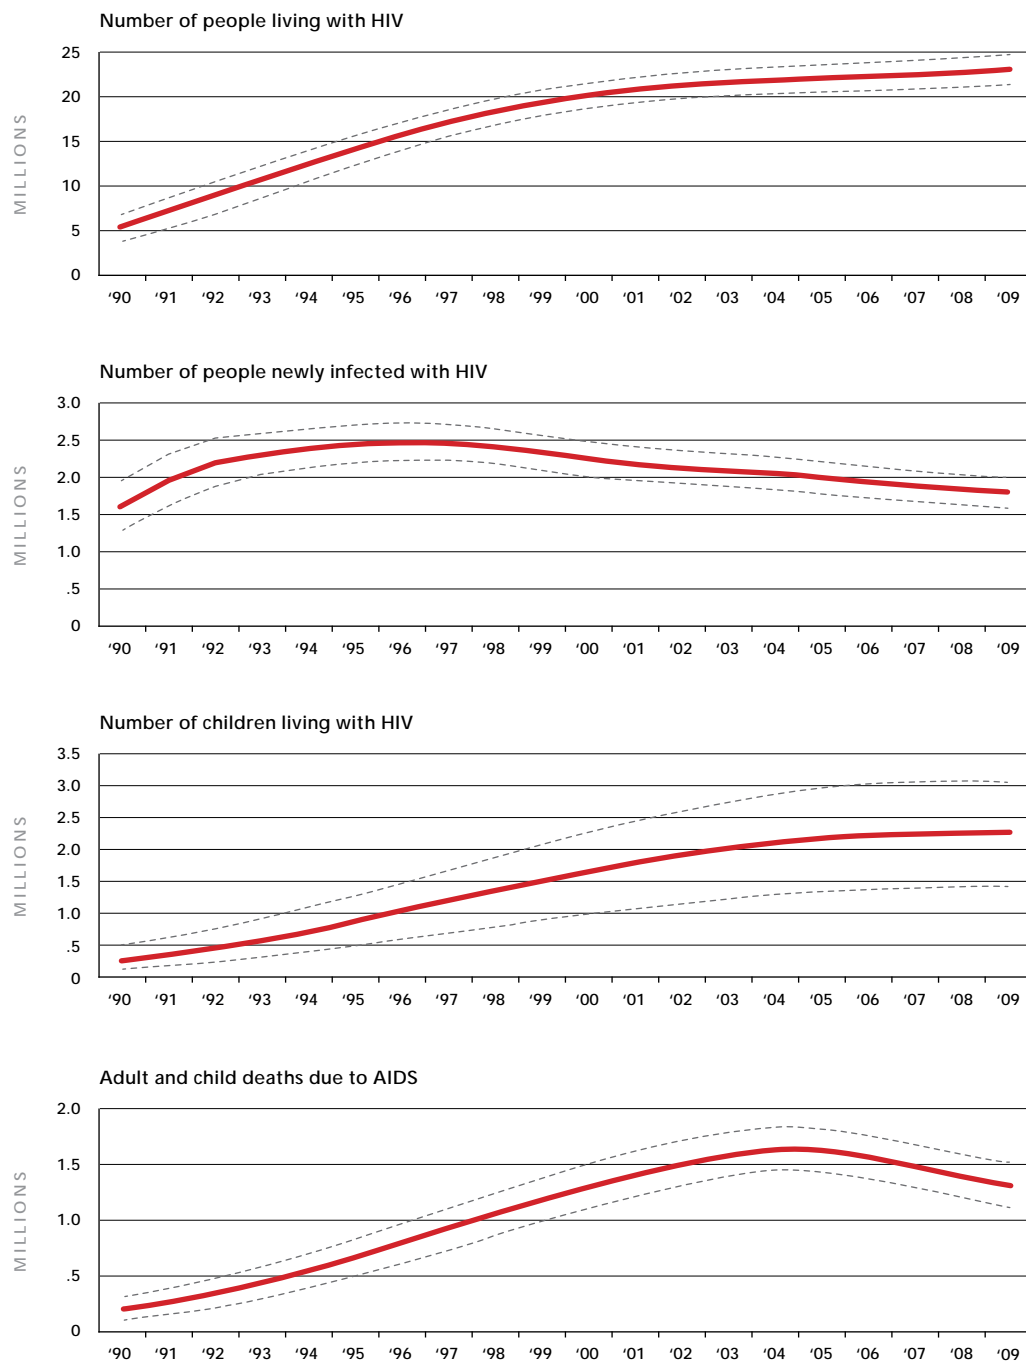 Number of people living with HIV
25
20
15
10
5
0
MILLIONS
‘90 ‘91 ‘92 ‘93 ‘94 ‘95 ‘96 ‘97 ‘98 ‘99 ‘00 ‘01 ‘02 ‘03 ‘04 ‘05 ‘06 ‘07 ‘08 ‘09
Number of people newly infected with HIV
3.0
2.5
2.0
1.5
1.0
.5
0
MILLIONS
‘90 ‘91 ‘92 ‘93 ‘94 ‘95 ‘96 ‘97 ‘98 ‘99 ‘00 ‘01 ‘02 ‘03 ‘04 ‘05 ‘06 ‘07 ‘08 ‘09
Number of children living with HIV
3.5
3.0
2.5
2.0
1.5
1.0
.5
0
MILLIONS
‘90 ‘91 ‘92 ‘93 ‘94 ‘95 ‘96 ‘97 ‘98 ‘99 ‘00 ‘01 ‘02 ‘03 ‘04 ‘05 ‘06 ‘07 ‘08 ‘09
Adult and child deaths due to AIDS
2.0
1.5
1.0
.5
0
MILLIONS
‘90 ‘91 ‘92 ‘93 ‘94 ‘95 ‘96 ‘97 ‘98 ‘99 ‘00 ‘01 ‘02 ‘03 ‘04 ‘05 ‘06 ‘07 ‘08 ‘09